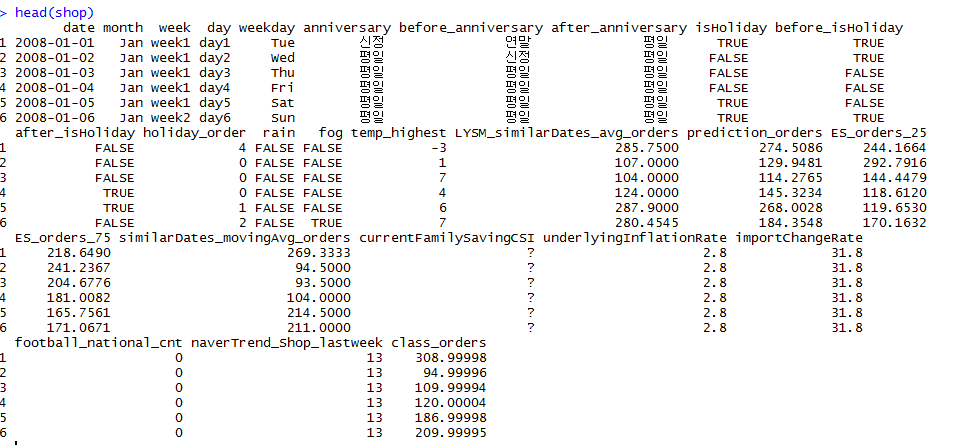 > head(shop)
date month week day weekday anniversary before_anniversary after_anniversary isHoliday before_isHoliday
1 2008-01-01 Jan week1 day1 Tue 신정 연말 평일 TRUE TRUE
2 2008-01-02 Jan week1 day2 Wed 평일 신정 평일 FALSE TRUE
3 2008-01-03 Jan week1 day3 Thu 평일 평일 평일 FALSE FALSE
4 2008-01-04 Jan week1 day4 Fri 평일 평일 평일 FALSE FALSE
5 2008-01-05 Jan week1 day5 Sat 평일 평일 평일 TRUE FALSE
6 2008-01-06 Jan week2 day6 Sun 평일 평일 평일 TRUE TRUE
after_isHoliday holiday_order rain fog temp_highest LYSM_similarDates_avg_orders prediction_orders ES_orders_25
1 FALSE 4 FALSE FALSE -3 285.7500 274.5086 244.1664
2 FALSE 0 FALSE FALSE 1 107.0000 129.9481 292.7916
3 FALSE 0 FALSE FALSE 7 104.0000 114.2765 144.4479
4 TRUE 0 FALSE FALSE 4 124.0000 145.3234 118.6120
5 TRUE 1 FALSE FALSE 6 287.9000 268.0028 119.6530
6 FALSE 2 FALSE TRUE 7 280.4545 184.3548 170.1632
ES_orders_75 similarDates_movingAvg_orders currentFamilySavingCSI underlyingInflationRate importChangeRate
1 218.6490 269.3333 ? 2.8 31.8
2 241.2367 94.5000 ? 2.8 31.8
3 204.6776 93.5000 ? 2.8 31.8
4 181.0082 104.0000 ? 2.8 31.8
5 165.7561 214.5000 ? 2.8 31.8
6 171.0671 211.0000 ? 2.8 31.8
football_national_cnt naverTrend_Shop_lastweek class_orders
1 0 13 308.99998
2 0 13 94.99996
3 0 13 109.99994
4 0 13 120.00004
5 0 13 186.99998
6 0 13 209.99995